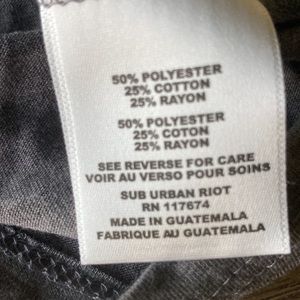 50% POLYESTER
25% COTTON
25% RAYON
50% POLYESTER
25% COTON
25% RAYON
SEE REVERSE FOR CARE
VOIR AU VERSO POUR SOINS
SUB URBAN RIOT
RN 117674
MADE IN GUATEMALA
FABRIQUE AU GUATEMALA